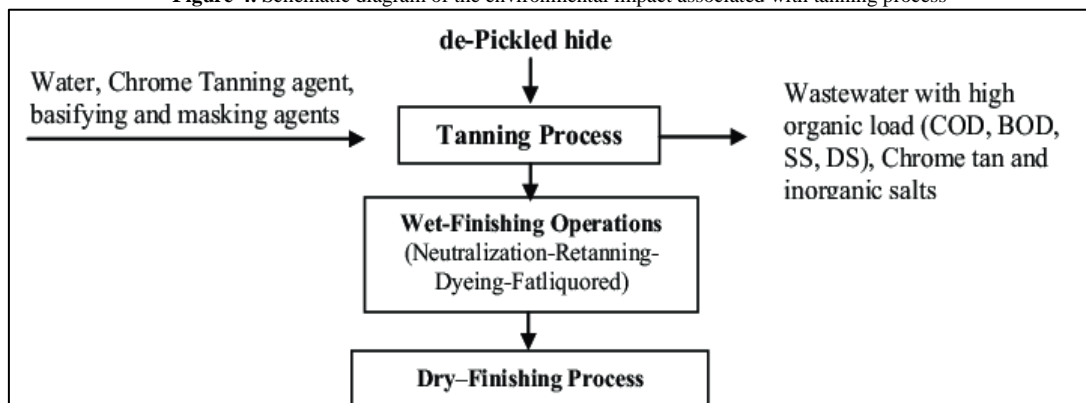 Figure 4. Schematic diagram of the environmental impact associated with tanning process
de-Pickled hide
Water, Chrome Tanning agent,
basifying and masking agents
Tanning Process
Wastewater with high
organic load (COD, BOD,
SS, DS), Chrome tan and
inorganic salts
Wet-Finishing Operations
(Neutralization-Retanning-
Dyeing-Fatliquored)
Dry–Finishing Process